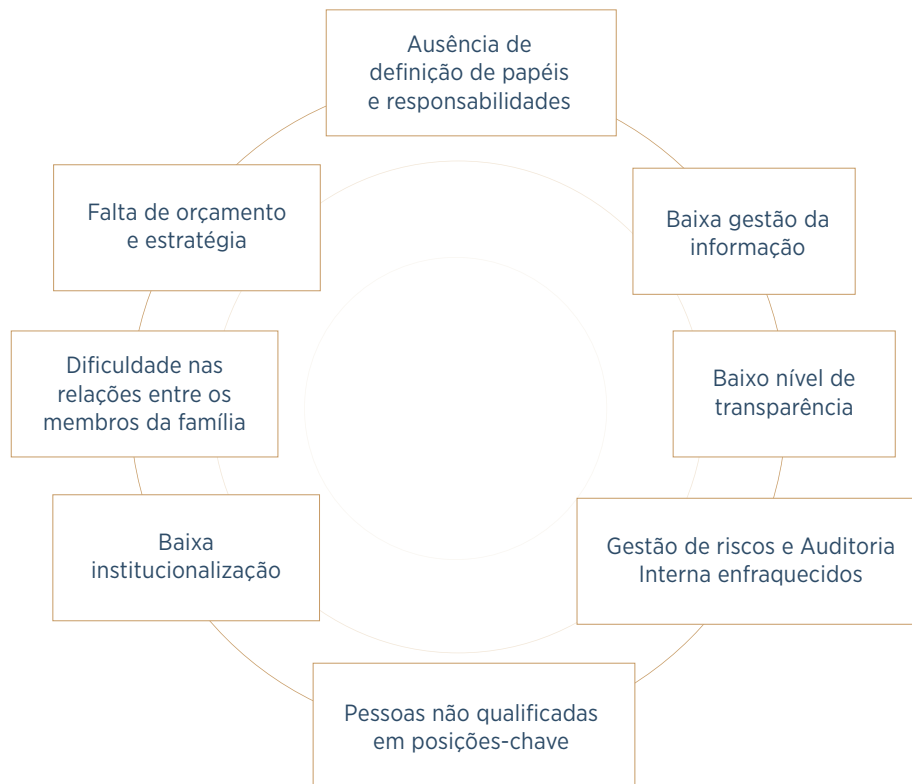 Ausência de
definição de papéis
e responsabilidades
Falta de orçamento
e estratégia
Baixa gestão da
informação
Dificuldade nas
relações entre os
membros da família
Baixo nível de
transparência
Baixa
institucionalização
Gestão de riscos e Auditoria
Interna enfraquecidos
Pessoas não qualificadas
em posições-chave